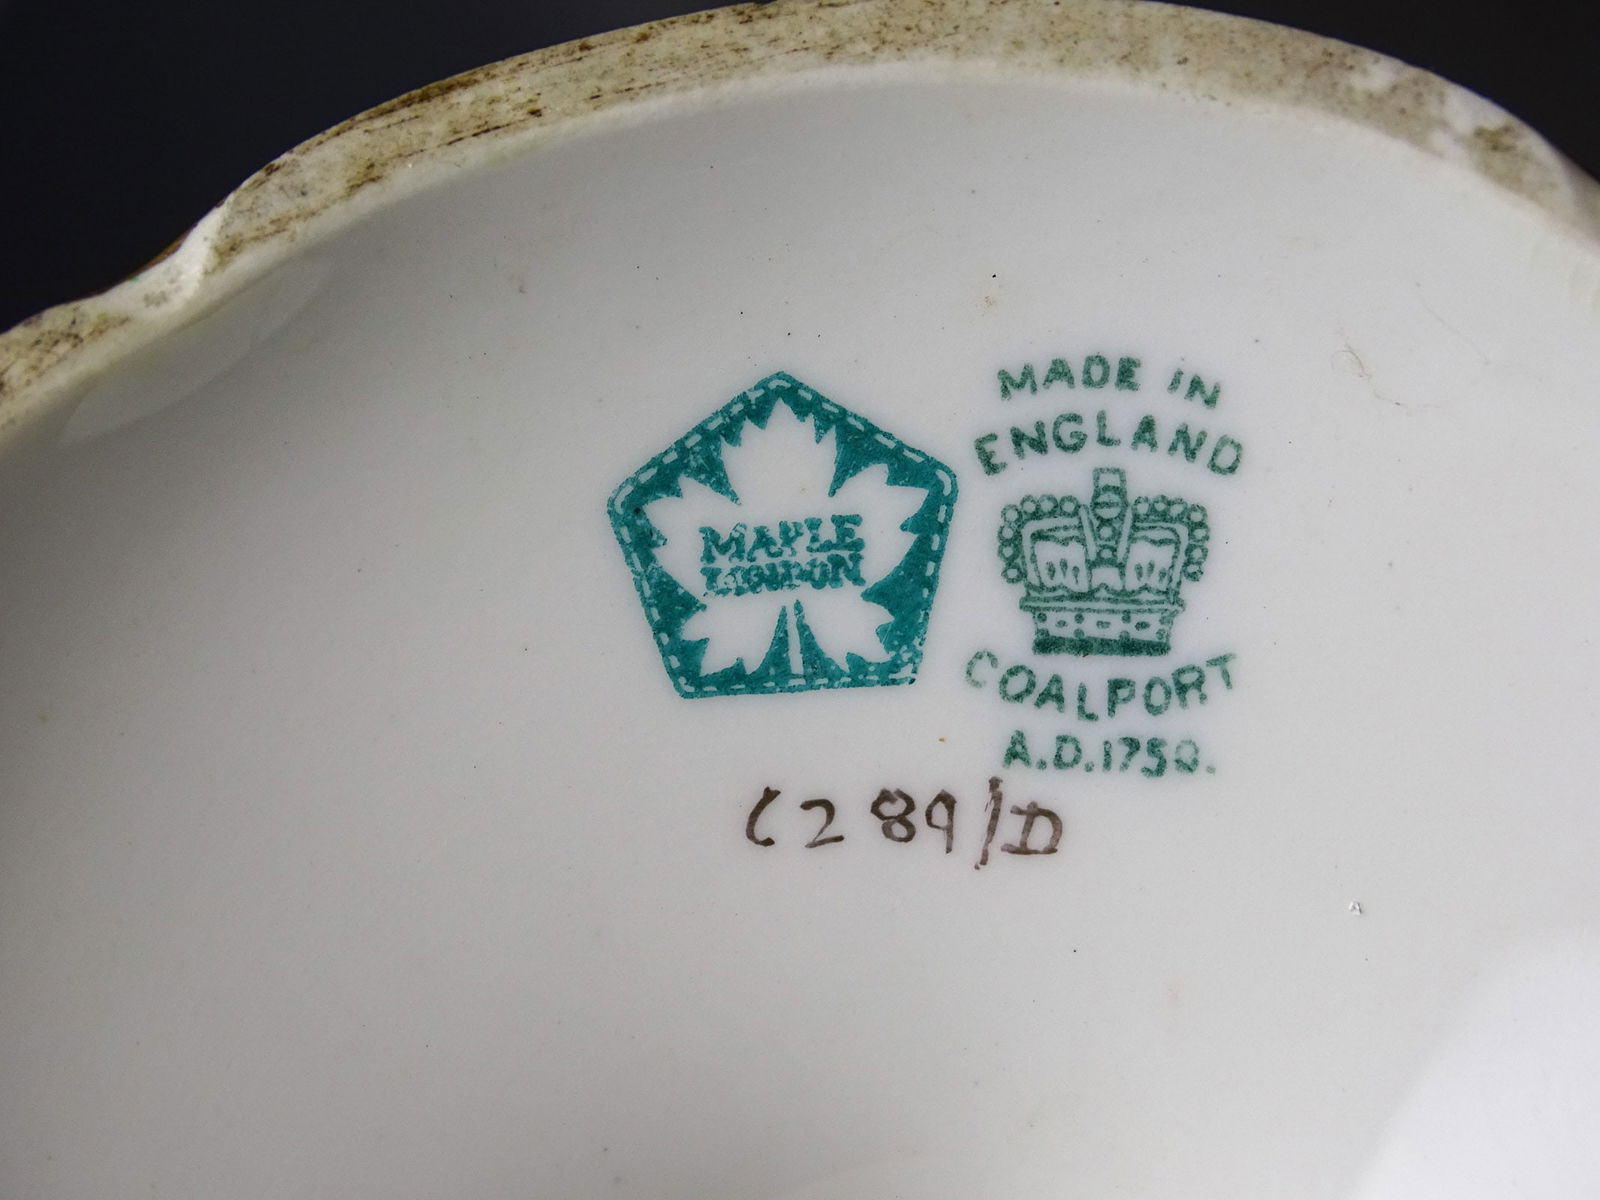 MAPLE
LONDON
MADE IN
ENGLAND
COALPORT
A.D.1750.
C289/D